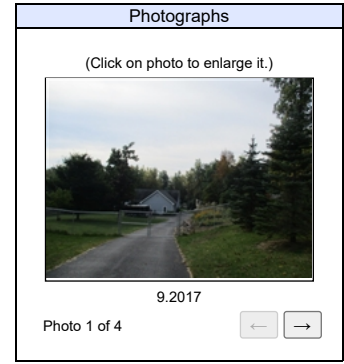 Photographs
(Click on photo to enlarge it.)
9.2017
Photo 1 of 4
← →